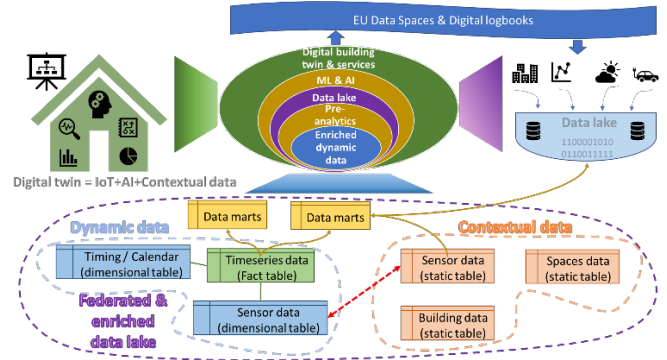 EU Data Spaces & Digital logbooks
Digital building
twin & services
ML & AI
Data lake
Pre-
analytics
Enriched
dynamic
data
Data lake
1100001010
0110011111
Digital twin = IoT+AI+Contextual data
Data marts
Data marts
Dynamic data
Contextual data
Timing / Calendar
(dimensional table)
Timeseries data
(Fact table)
Sensor data
(static table)
Spaces data
(static table)
Federated &
enriched
data lake
Sensor data
(dimensional table)
Building data
(static table)